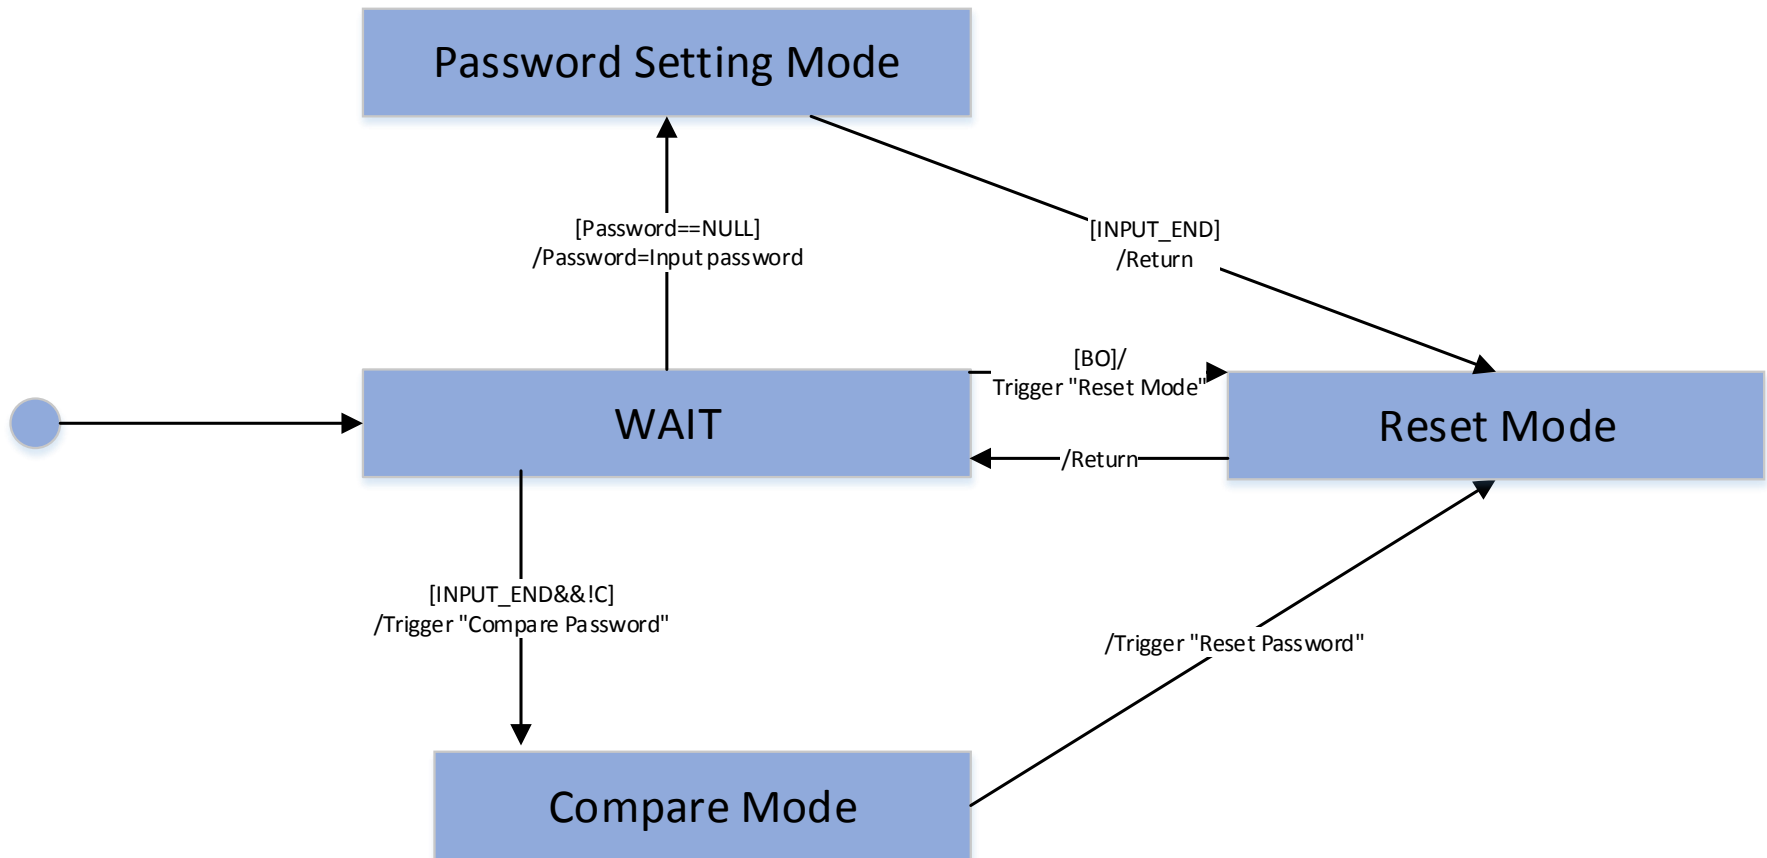 Password Setting Mode
[Password==NULL]
/Password=Input password
[INPUT_END]
/Return
[BO]/
Trigger "Reset Mode"
WAIT
Reset Mode
/Return
[INPUT_END&&!C]
/Trigger "Compare Password"
/Trigger "Reset Password"
Compare Mode